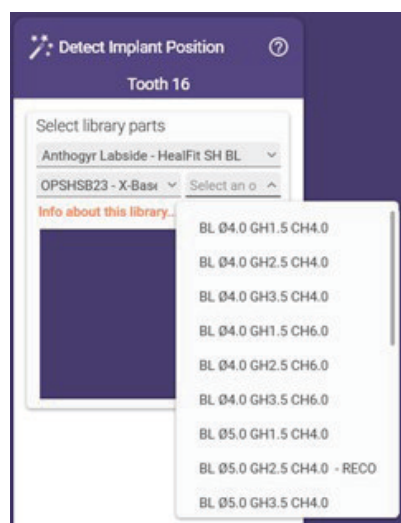 Detect Implant Position
Tooth 16
Select library parts
Anthogyr Labside - HealFit SH BL
OPSHSB23 - X-Base Select an o
Info about this library...
BL Ø4.0 GH1.5 CH4.0
BL Ø4.0 GH2.5 CH4.0
BL Ø4.0 GH3.5 CH4.0
BL Ø4.0 GH1.5 CH6.0
BL Ø4.0 GH2.5 CH6.0
BL Ø4.0 GH3.5 CH6.0
BL Ø5.0 GH1.5 CH4.0
BL Ø5.0 GH2.5 CH4.0 - RECO
BL Ø5.0 GH3.5 CH4.0